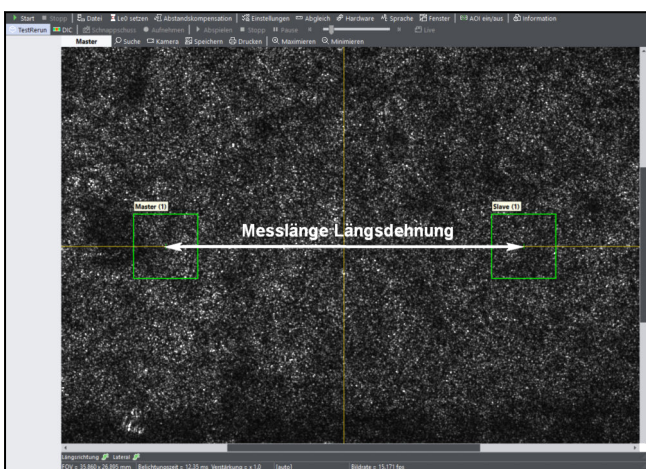 Start Stopp Datei Le0 setzen Abstandskompensation Einstellungen Abgleich Hardware Sprache Fenster AOI ein/aus Information
TestRerun DIC Schnappschuss Aufnehmen Abspielen Stopp Pause Live
Master Suche Kamera Speichern Drucken Maximieren Minimieren
Master (1) Slave (1)
Messlänge Längsdehnung
Längsrichtung Lateral
FOV = 35.860 x 26.895 mm Belichtungszeit = 12.35 ms Verstärkung = x 1.0 [auto] Bildrate = 15.171 fps